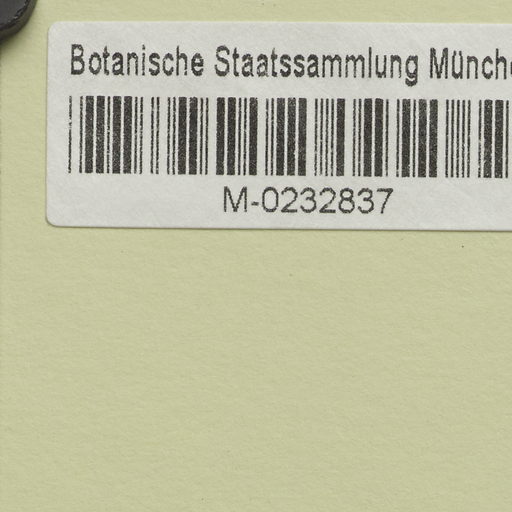 Botanische Staatssammlung Münch
M-0232837